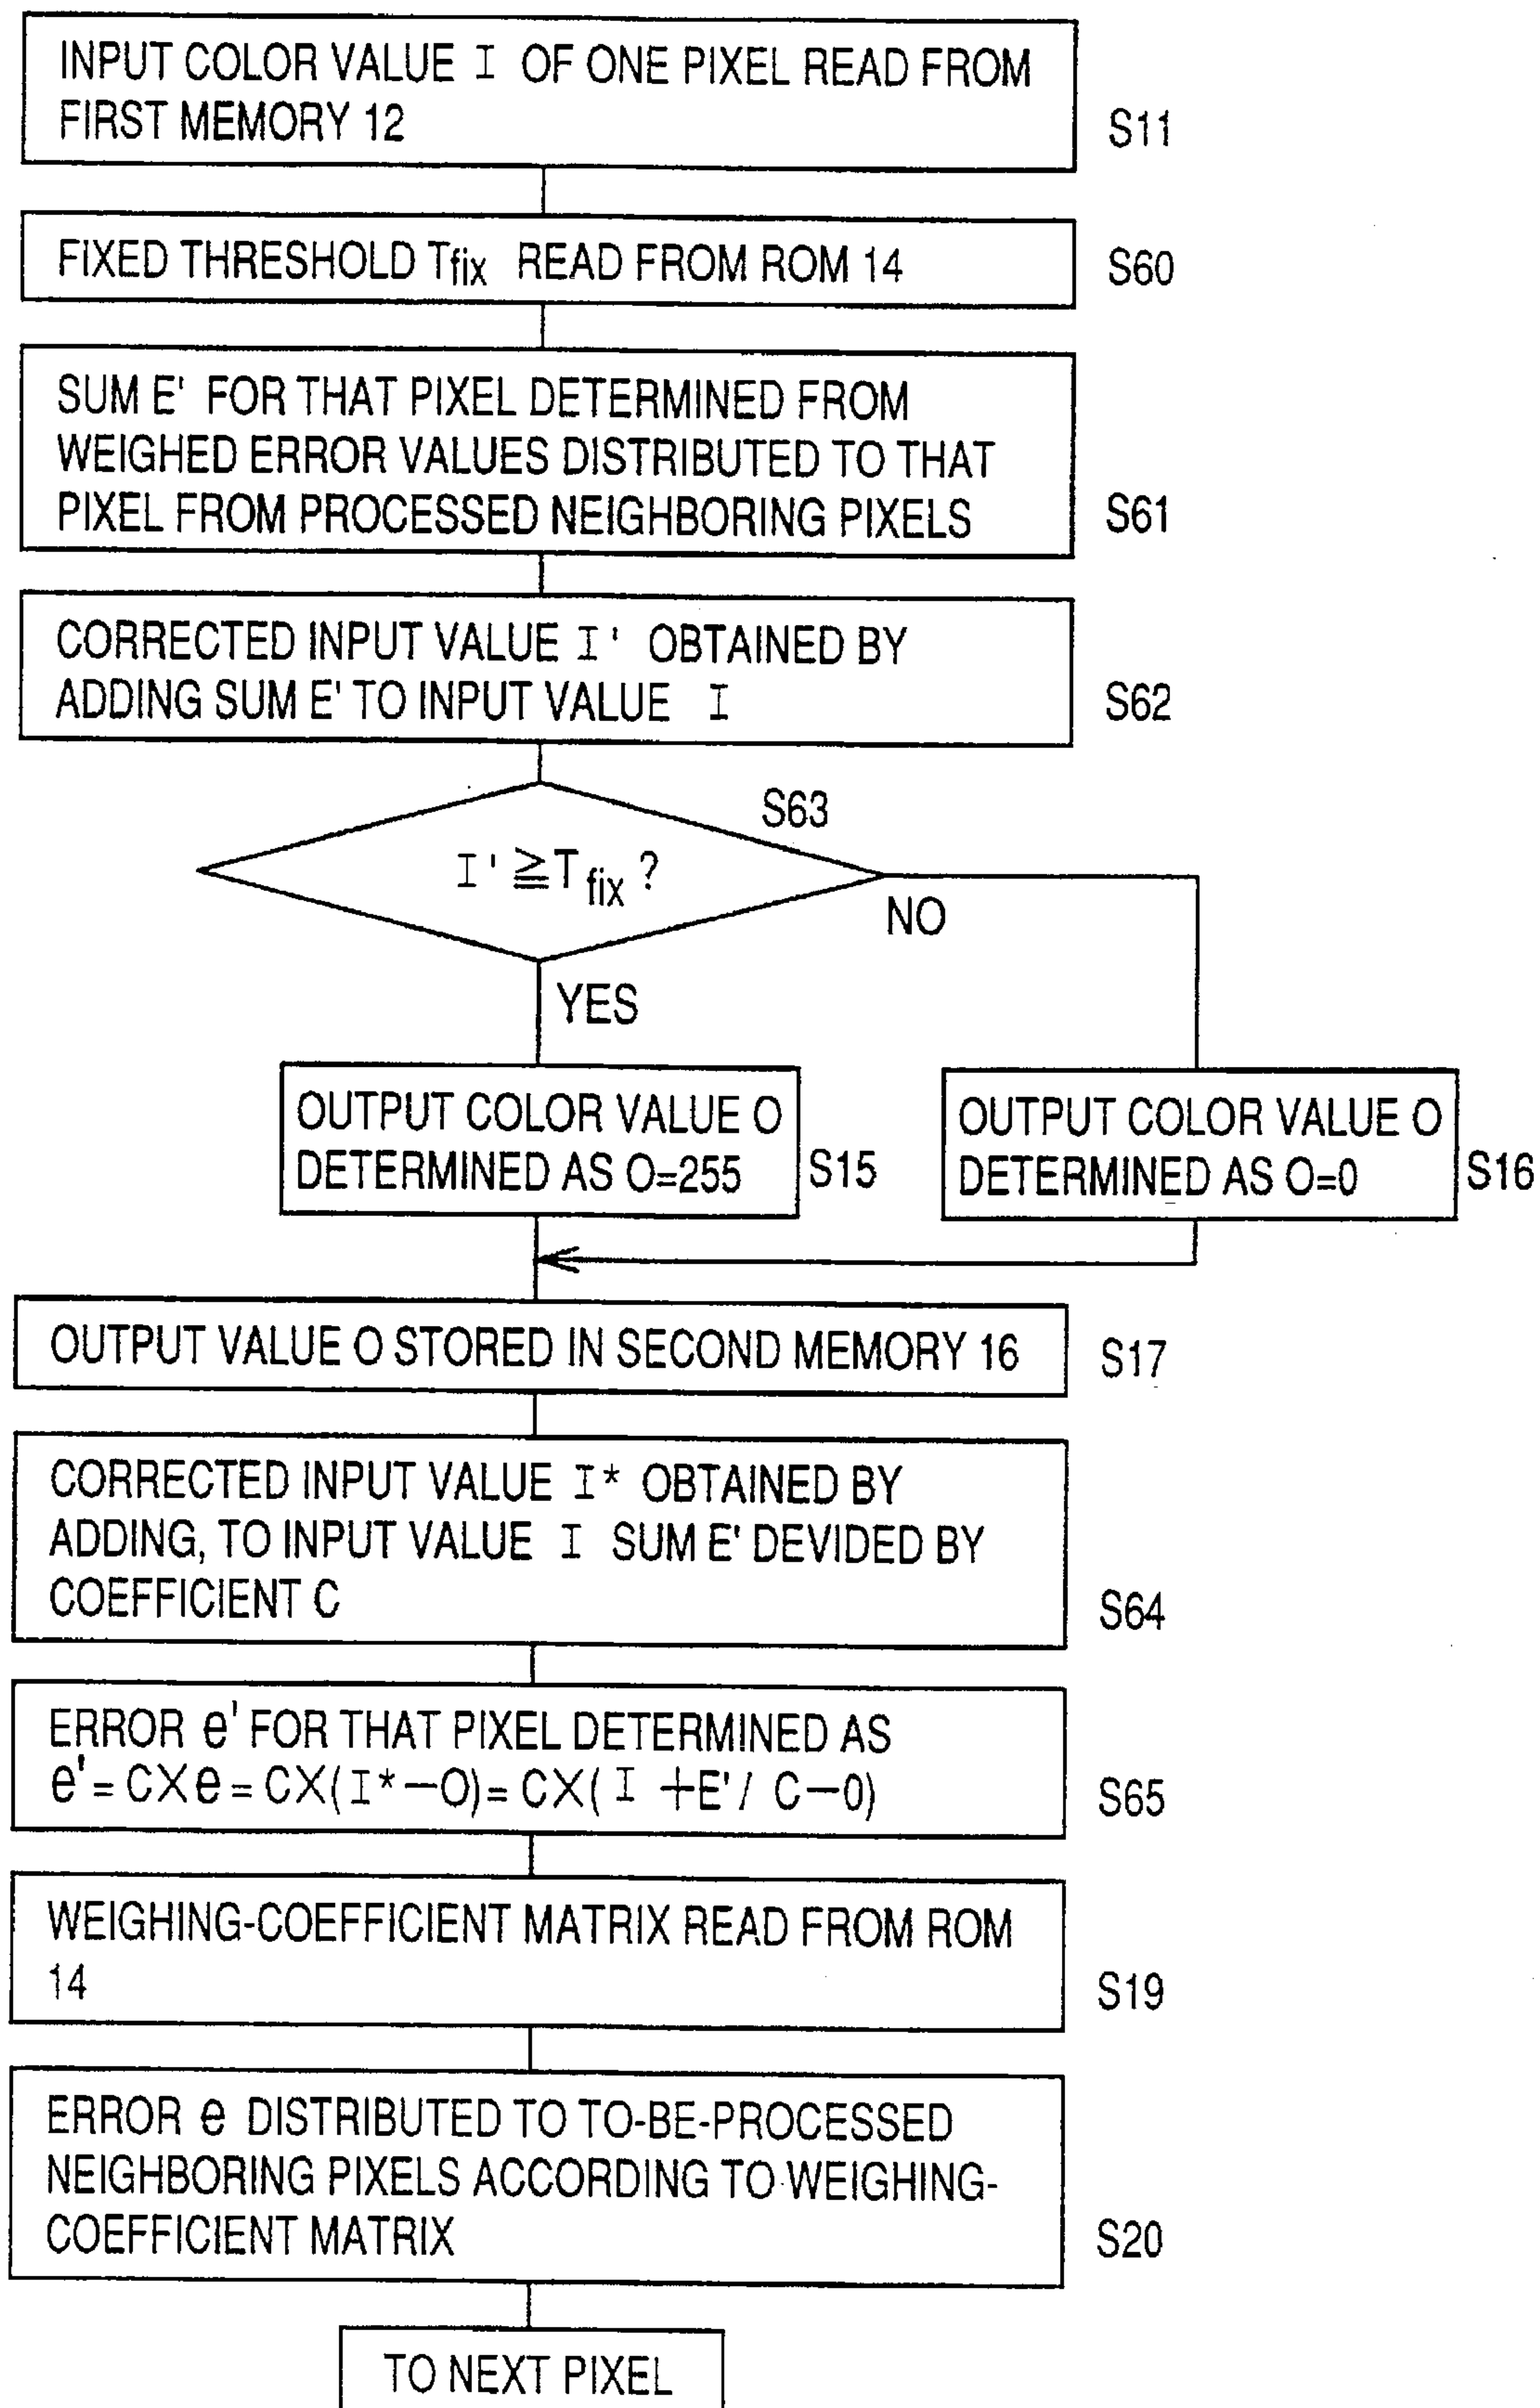 INPUT COLOR VALUE I OF ONE PIXEL READ FROM
FIRST MEMORY 12
S11
FIXED THRESHOLD Tfix READ FROM ROM 14
S60
SUM E' FOR THAT PIXEL DETERMINED FROM
WEIGHED ERROR VALUES DISTRIBUTED TO THAT
PIXEL FROM PROCESSED NEIGHBORING PIXELS
S61
CORRECTED INPUT VALUE I' OBTAINED BY
ADDING SUM E' TO INPUT VALUE I
S62
S63
I' ≧ Tfix ?
NO
YES
OUTPUT COLOR VALUE O
DETERMINED AS O=255
S15
OUTPUT COLOR VALUE O
DETERMINED AS O=0
S16
OUTPUT VALUE O STORED IN SECOND MEMORY 16
S17
CORRECTED INPUT VALUE I* OBTAINED BY
ADDING, TO INPUT VALUE I SUM E' DEVIDED BY
COEFFICIENT C
S64
ERROR e' FOR THAT PIXEL DETERMINED AS
e' = C×e = C×(I*−O) = C×( I +E'/ C−0)
S65
WEIGHING-COEFFICIENT MATRIX READ FROM ROM
14
S19
ERROR e DISTRIBUTED TO TO-BE-PROCESSED
NEIGHBORING PIXELS ACCORDING TO WEIGHING-
COEFFICIENT MATRIX
S20
TO NEXT PIXEL